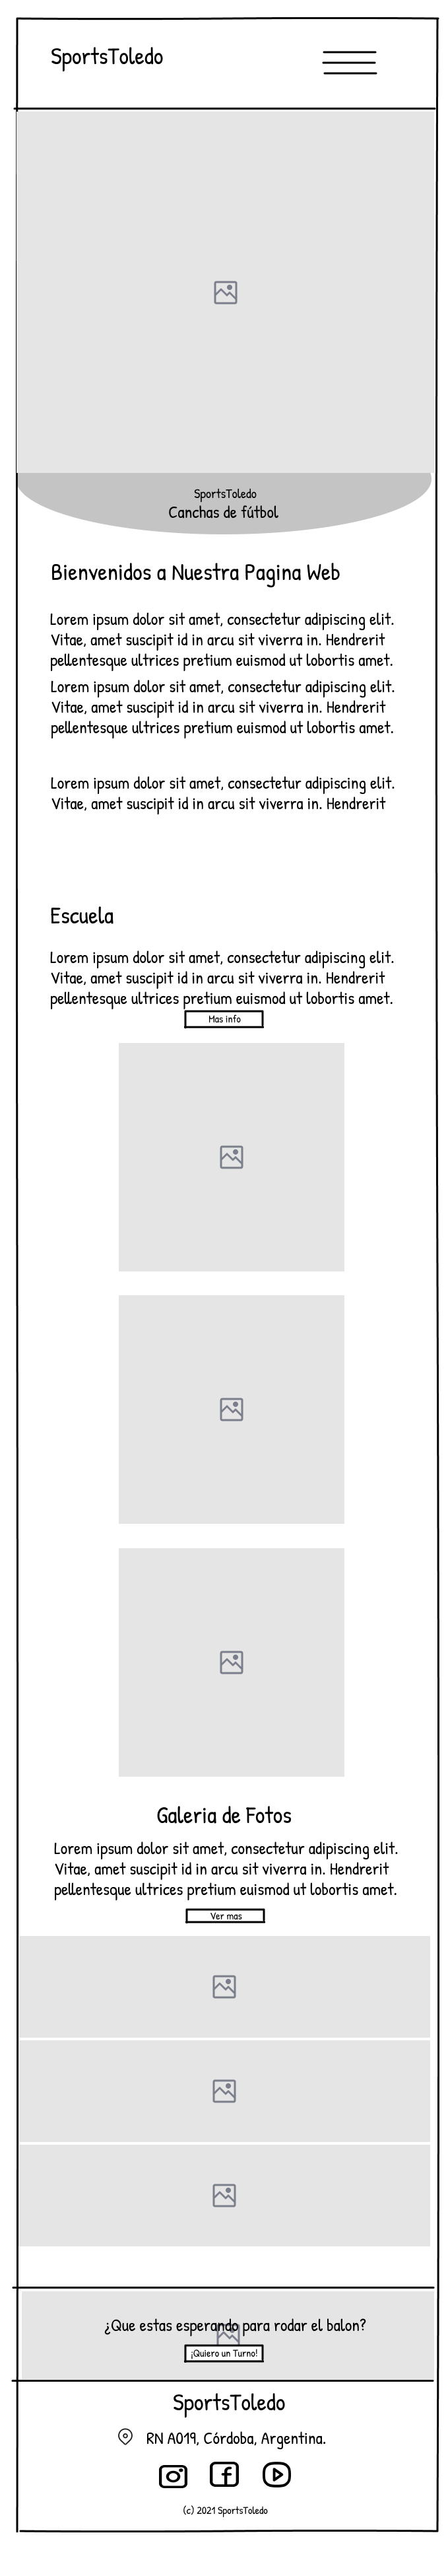 SportsToledo
SportsToledo
Canchas de fútbol
Bienvenidos a Nuestra Pagina Web
Lorem ipsum dolor sit amet, consectetur adipiscing elit.
Vitae, amet suscipit id in arcu sit viverra in. Hendrerit
pellentesque ultrices pretium euismod ut lobortis amet.
Lorem ipsum dolor sit amet, consectetur adipiscing elit.
Vitae, amet suscipit id in arcu sit viverra in. Hendrerit
pellentesque ultrices pretium euismod ut lobortis amet.
Lorem ipsum dolor sit amet, consectetur adipiscing elit.
Vitae, amet suscipit id in arcu sit viverra in. Hendrerit
Escuela
Lorem ipsum dolor sit amet, consectetur adipiscing elit.
Vitae, amet suscipit id in arcu sit viverra in. Hendrerit
pellentesque ultrices pretium euismod ut lobortis amet.
Mas info
Galeria de Fotos
Lorem ipsum dolor sit amet, consectetur adipiscing elit.
Vitae, amet suscipit id in arcu sit viverra in. Hendrerit
pellentesque ultrices pretium euismod ut lobortis amet.
Ver mas
¿Que estas esperando para rodar el balon?
¡Quiero un Turno!
SportsToledo
RN A019, Córdoba, Argentina.
(c) 2021 SportsToledo